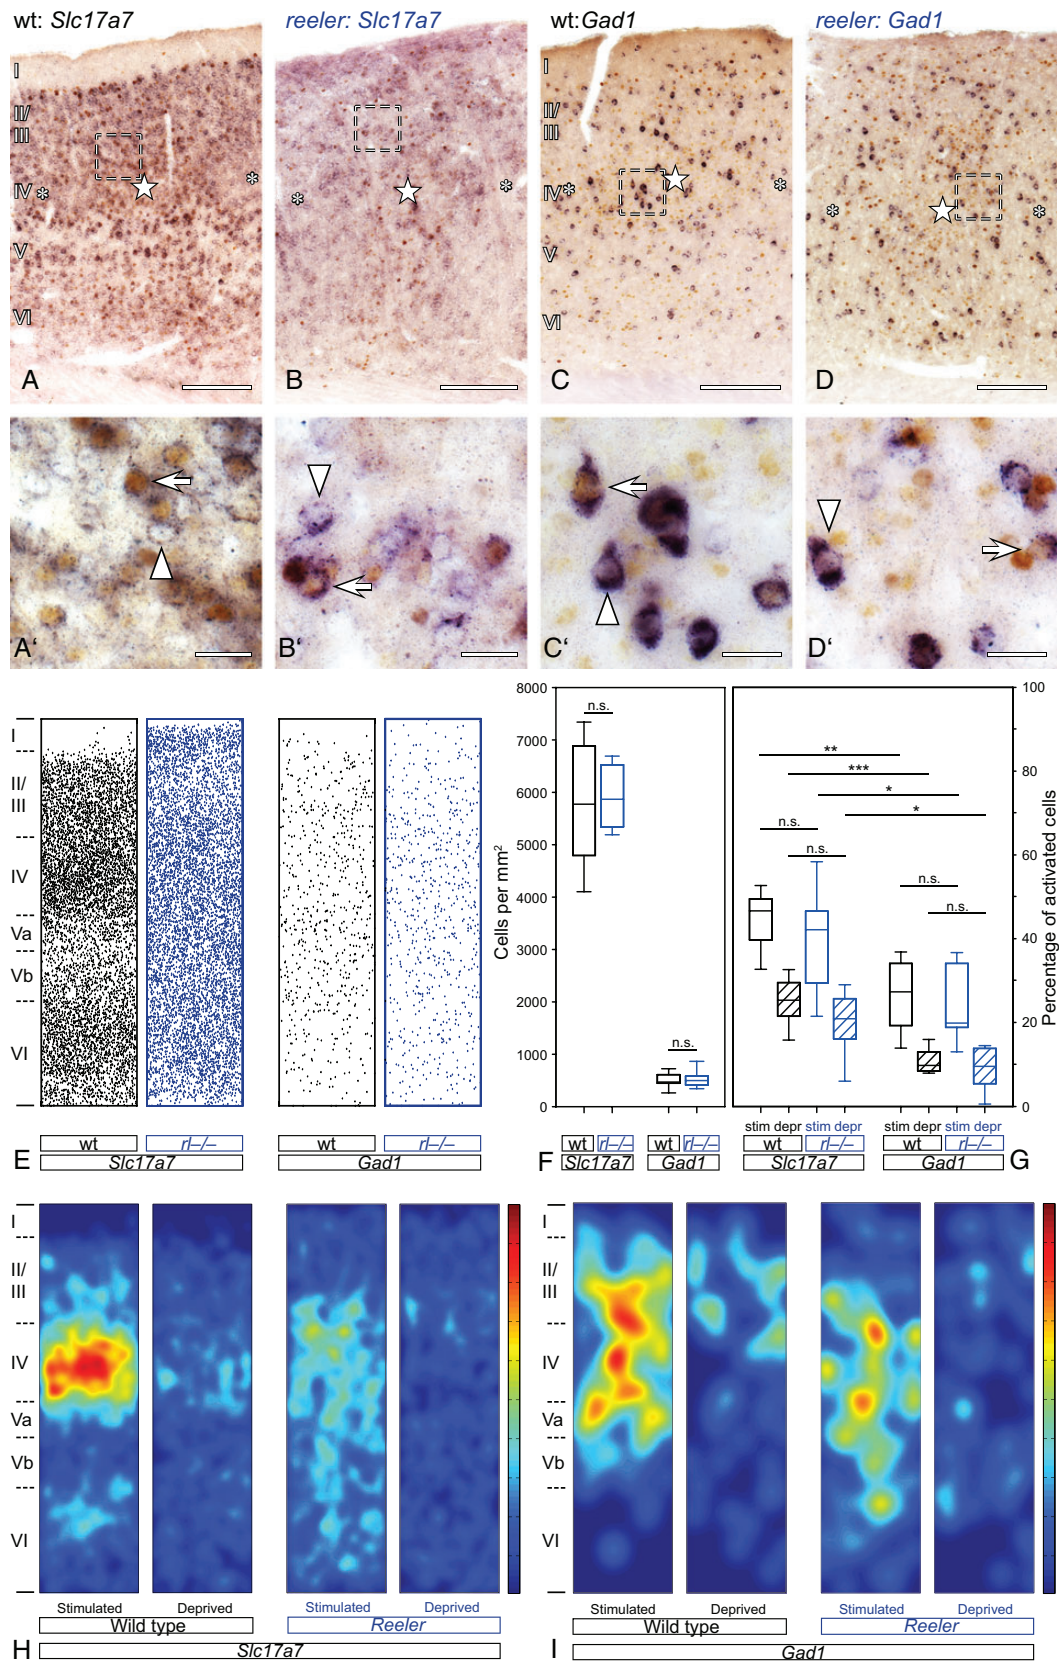 wt: Slc17a7
reeler: Slc17a7
wt:Gad1
reeler: Gad1
I
II/
III
IV
V
VI
*
*
*
*
I
II/
III
IV
V
VI
*
*
*
*
A
B
C
D
A‘
B‘
C‘
D‘
I
II/
III
IV
Va
Vb
VI
wt
rl–/–
Slc17a7
wt
rl–/–
Gad1
E
8000
7000
6000
5000
4000
3000
2000
1000
0
Cells per mm²
n.s.
n.s.
wt
rl–/–
Slc17a7
wt
rl–/–
Gad1
F
100
80
60
40
20
0
Percentage of activated cells
**
***
*
*
n.s.
n.s.
n.s.
n.s.
stim depr stim depr
wt
rl–/–
Slc17a7
stim depr stim depr
wt
rl–/–
Gad1
G
I
II/
III
IV
Va
Vb
VI
Stimulated
Deprived
Wild type
Stimulated
Deprived
Reeler
Slc17a7
H
I
II/
III
IV
Va
Vb
VI
Stimulated
Deprived
Wild type
Stimulated
Deprived
Reeler
Gad1
I